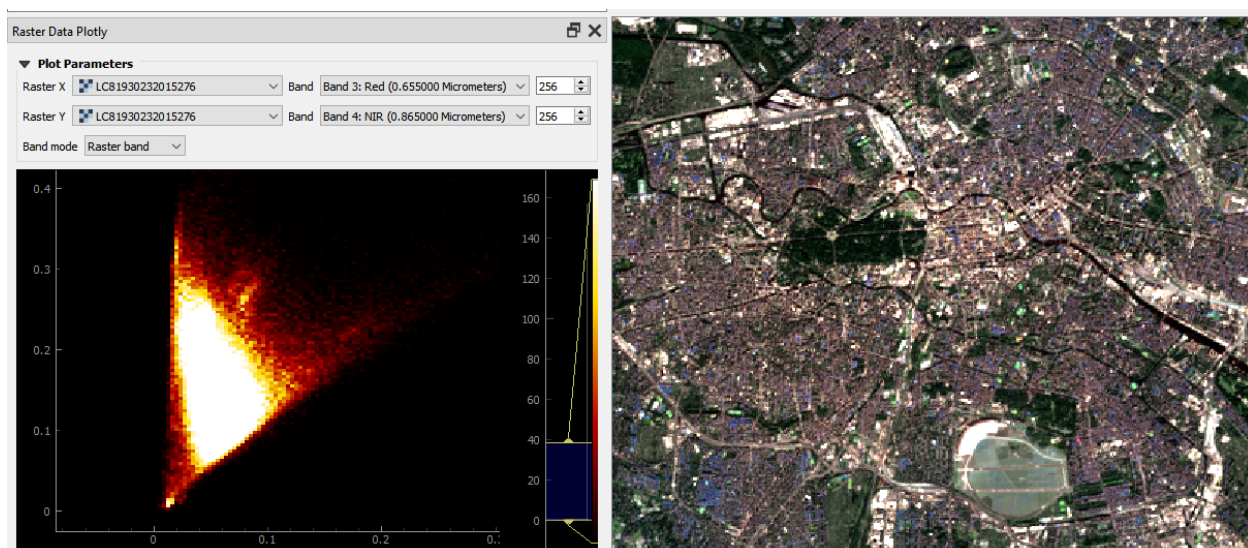 Raster Data Plotly
Plot Parameters
Raster X LC81930232015276 Band Band 3: Red (0.655000 Micrometers) 256
Raster Y LC81930232015276 Band Band 4: NIR (0.865000 Micrometers) 256
Band mode Raster band
0.4
0.3
0.2
0.1
0
0 0.1 0.2
160
140
120
100
80
60
40
20
0